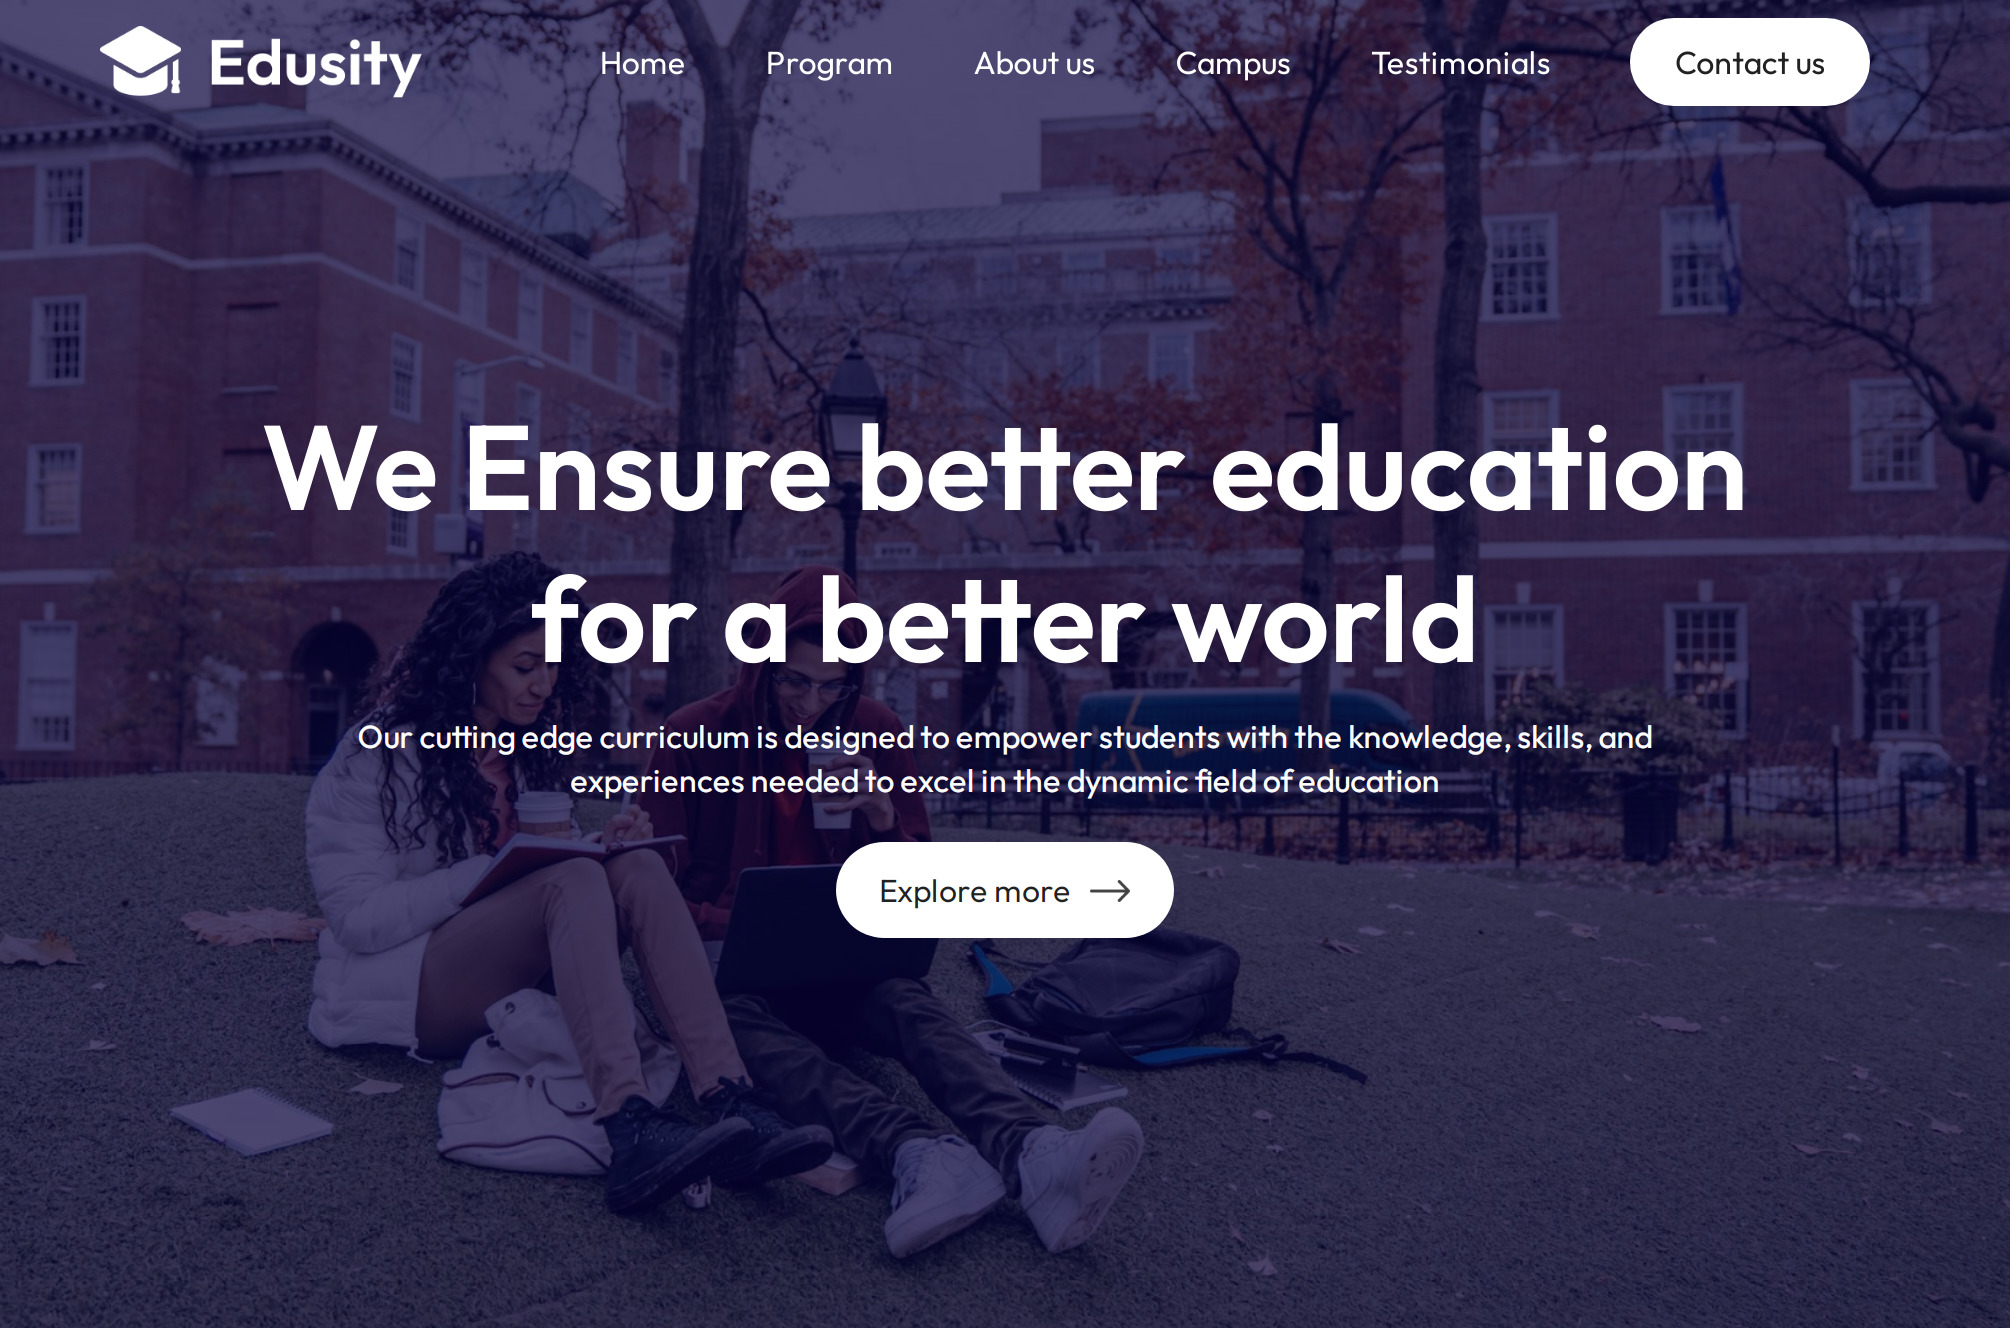 Edusity
Home
Program
About us
Campus
Testimonials
Contact us
We Ensure better education
for a better world
Our cutting edge curriculum is designed to empower students with the knowledge, skills, and
experiences needed to excel in the dynamic field of education
Explore more